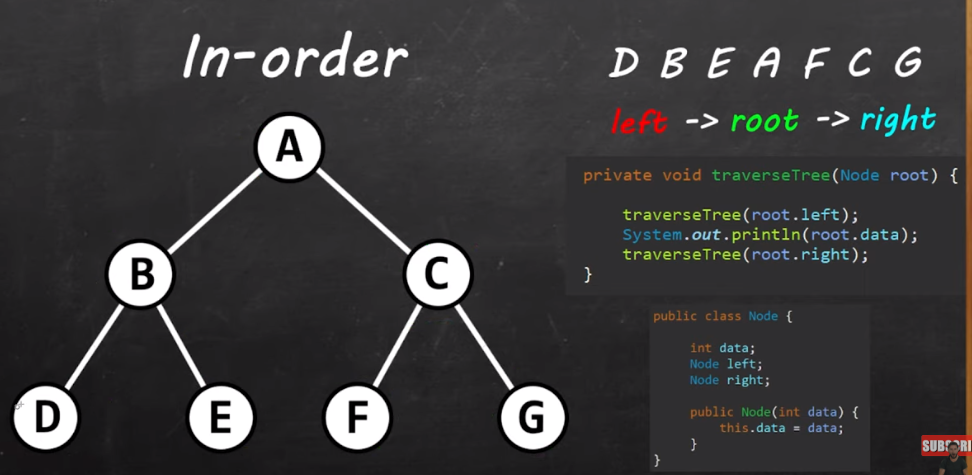 In-order
D B E A F C G
left -> root -> right
A
B C
D E F G
private void traverseTree(Node root) {
traverseTree(root.left);
System.out.println(root.data);
traverseTree(root.right);
}
public class Node {
int data;
Node left;
Node right;
public Node(int data) {
this.data = data;
}
}